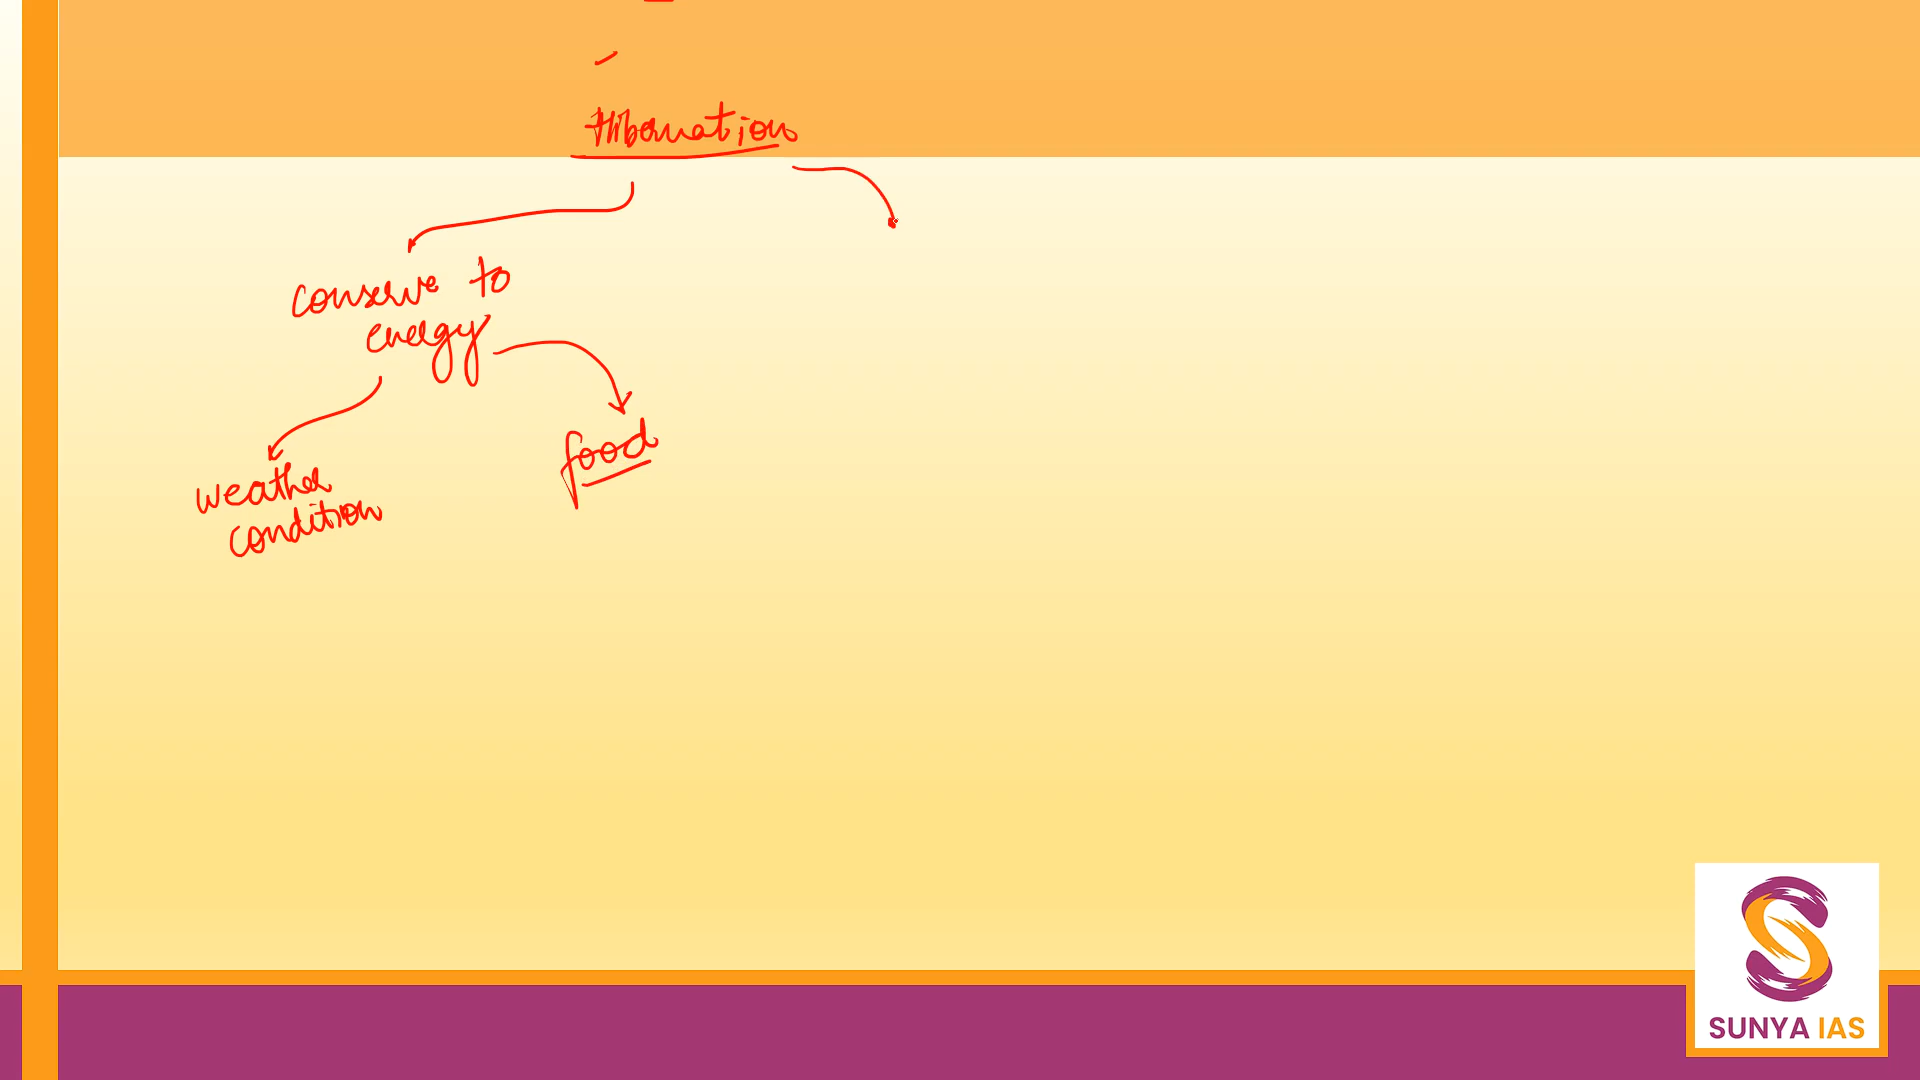 Hibernation
conserve to
energy
food
weather
condition
SUNYA IAS